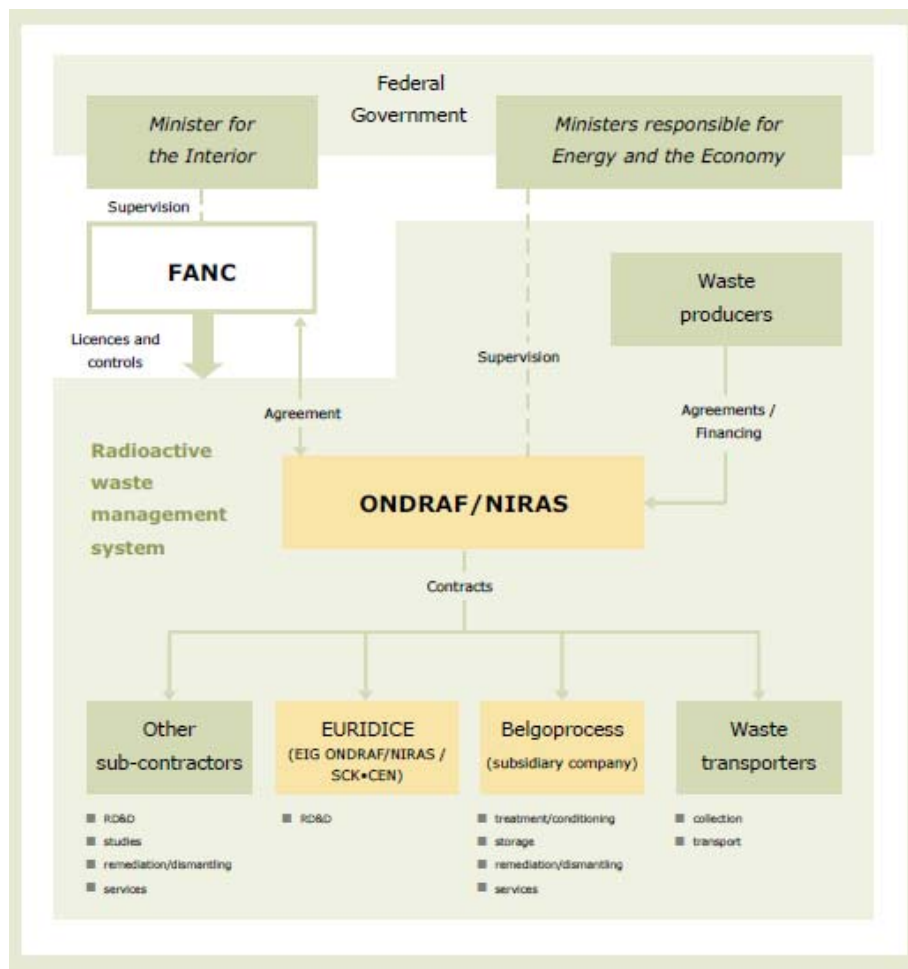 Federal
Government
Minister for
the Interior
Ministers responsible for
Energy and the Economy
Supervision
FANC
Waste
producers
Licences and
controls
Supervision
Agreement
Agreements /
Financing
Radioactive
waste
management
system
ONDRAF/NIRAS
Contracts
Other
sub-contractors
EURIDICE
(EIG ONDRAF/NIRAS /
SCK•CEN)
Belgoprocess
(subsidiary company)
Waste
transporters
RD&D
studies
remediation/dismantling
services
RD&D
treatment/conditioning
storage
remediation/dismantling
services
collection
transport